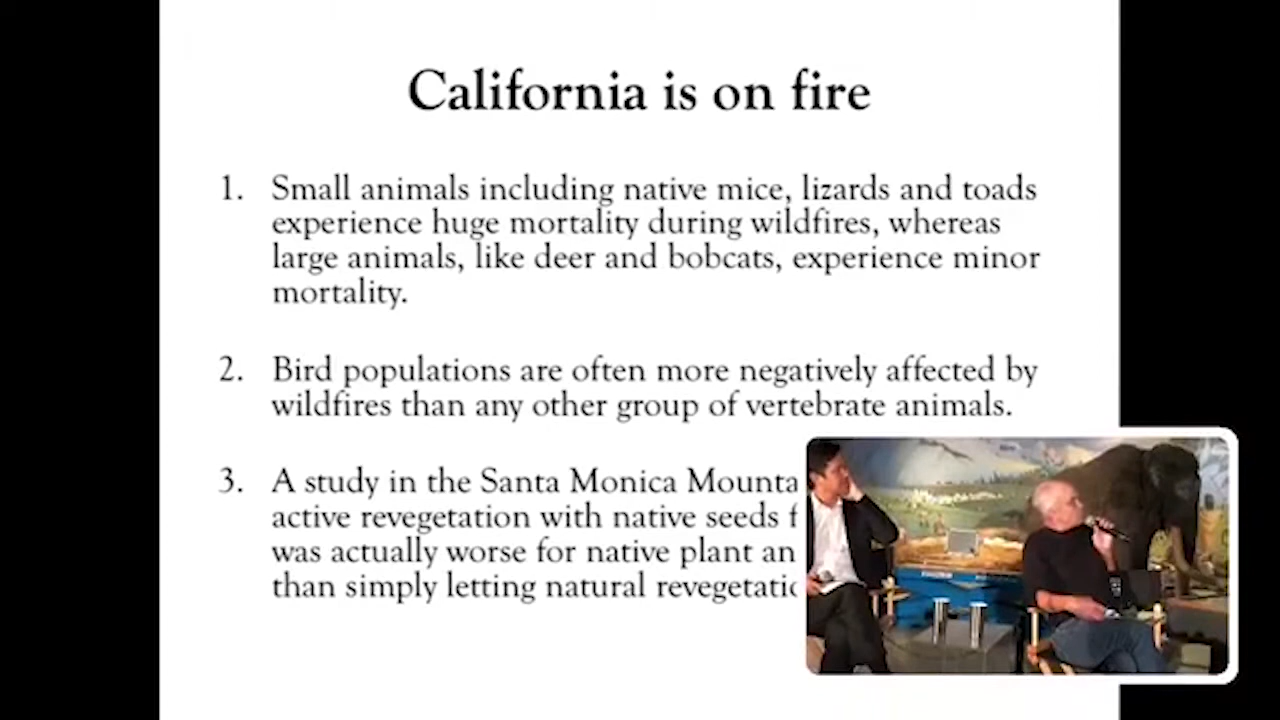 California is on fire
1. Small animals including native mice, lizards and toads
experience huge mortality during wildfires, whereas
large animals, like deer and bobcats, experience minor
mortality.
2. Bird populations are often more negatively affected by
wildfires than any other group of vertebrate animals.
3. A study in the Santa Monica
active revegetation with native seeds
was actually worse for native plant
than simply letting natural